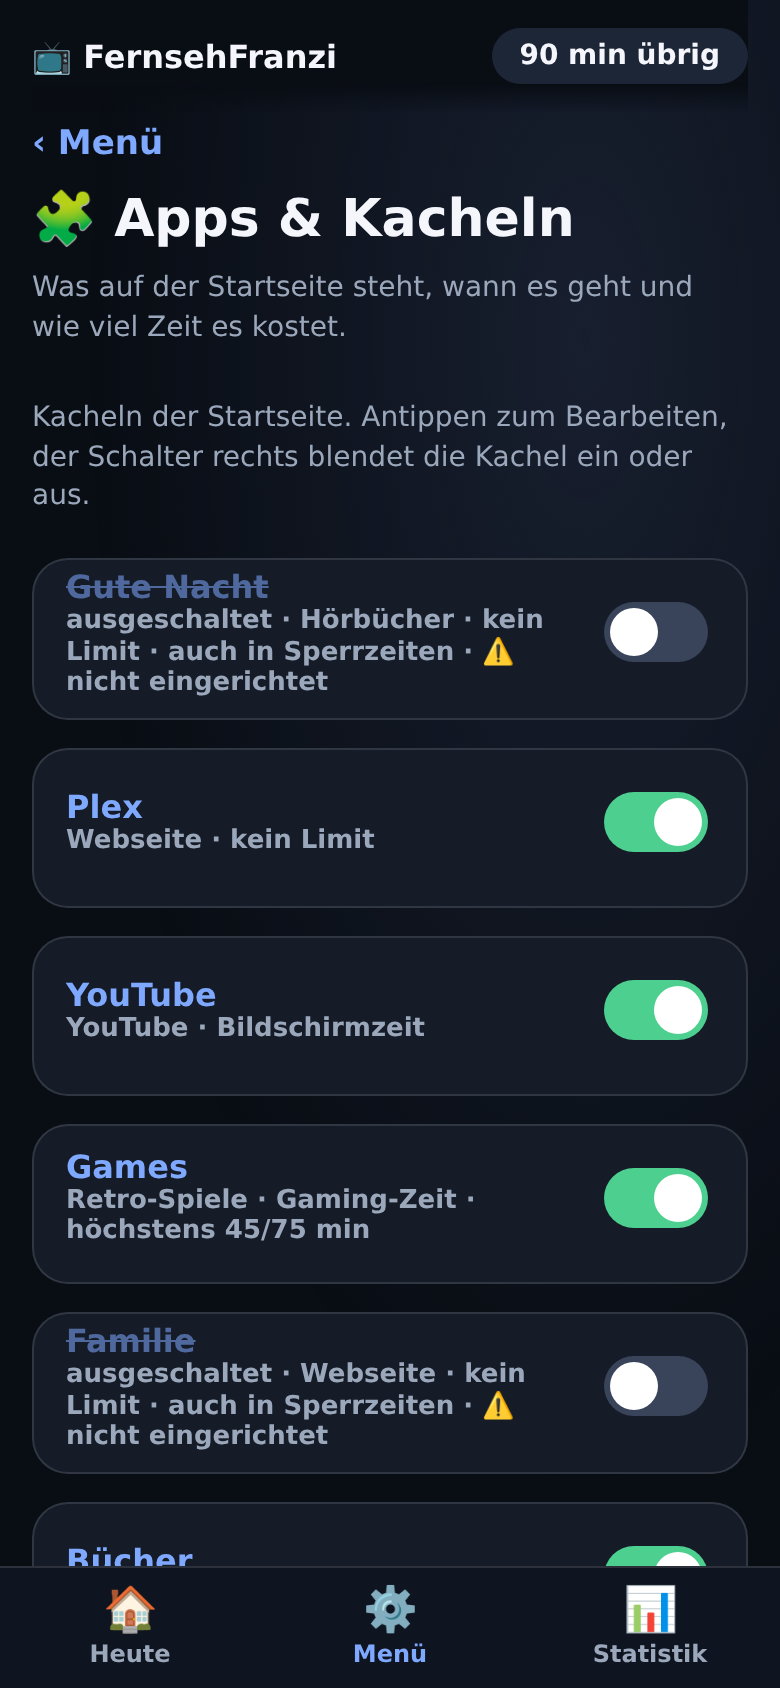 FernsehFranzi
90 min übrig
‹ Menü
Apps & Kacheln
Was auf der Startseite steht, wann es geht und
wie viel Zeit es kostet.
Kacheln der Startseite. Antippen zum Bearbeiten,
der Schalter rechts blendet die Kachel ein oder
aus.
Gute Nacht
ausgeschaltet · Hörbücher · kein
Limit · auch in Sperrzeiten · ⚠️
nicht eingerichtet
Plex
Webseite · kein Limit
YouTube
YouTube · Bildschirmzeit
Games
Retro-Spiele · Gaming-Zeit ·
höchstens 45/75 min
Familie
ausgeschaltet · Webseite · kein
Limit · auch in Sperrzeiten · ⚠️
nicht eingerichtet
Bücher
Heute
Menü
Statistik